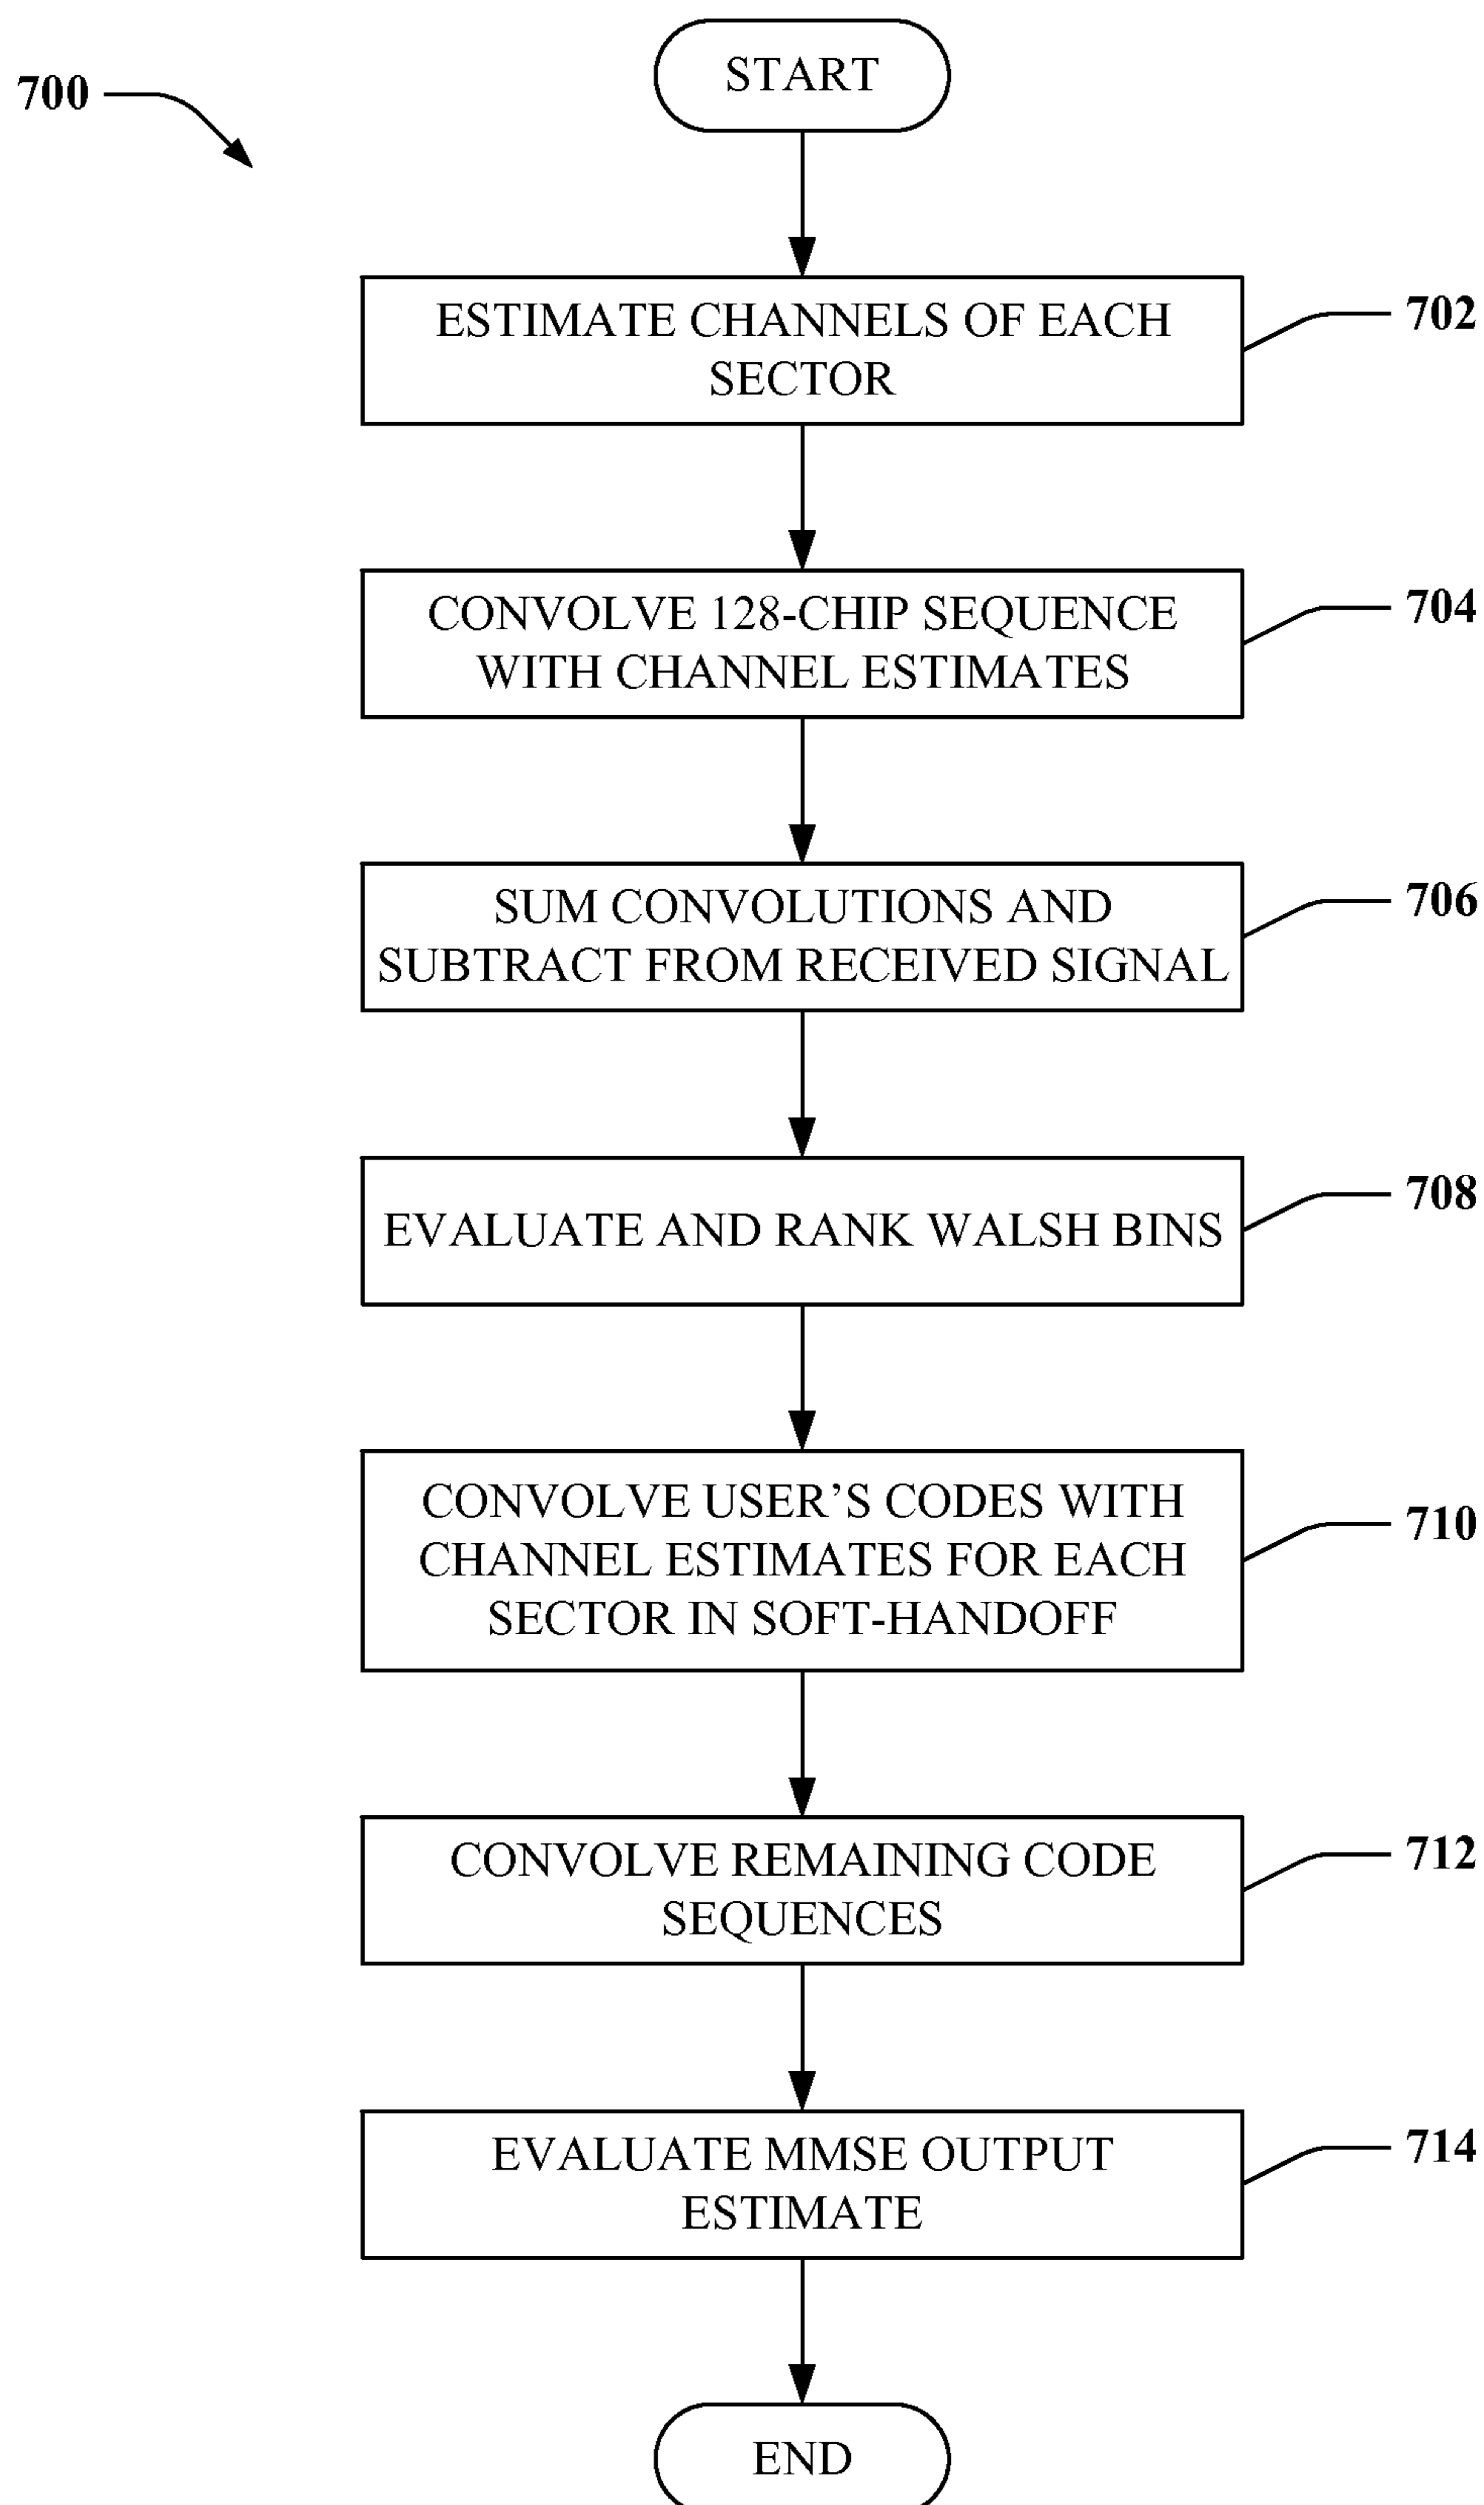 START
700
ESTIMATE CHANNELS OF EACH
SECTOR
702
CONVOLVE 128-CHIP SEQUENCE
WITH CHANNEL ESTIMATES
704
SUM CONVOLUTIONS AND
SUBTRACT FROM RECEIVED SIGNAL
706
EVALUATE AND RANK WALSH BINS
708
CONVOLVE USER’S CODES WITH
CHANNEL ESTIMATES FOR EACH
SECTOR IN SOFT-HANDOFF
710
CONVOLVE REMAINING CODE
SEQUENCES
712
EVALUATE MMSE OUTPUT
ESTIMATE
714
END